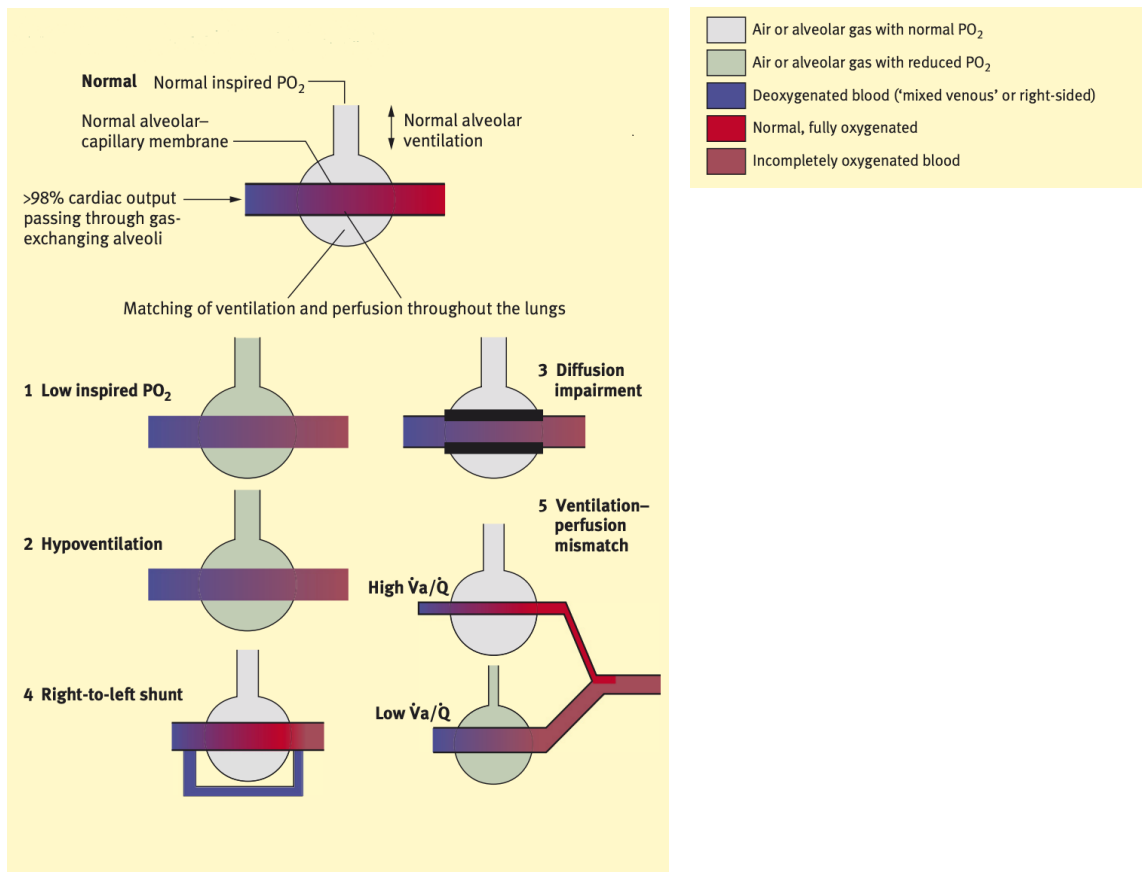 Normal Normal inspired PO2
Normal alveolar–
capillary membrane
Normal alveolar
ventilation
>98% cardiac output
passing through gas-
exchanging alveoli
Matching of ventilation and perfusion throughout the lungs
1 Low inspired PO2
3 Diffusion
impairment
2 Hypoventilation
5 Ventilation–
perfusion
mismatch
High V̇a/Q̇
4 Right-to-left shunt
Low V̇a/Q̇
Air or alveolar gas with normal PO2
Air or alveolar gas with reduced PO2
Deoxygenated blood (‘mixed venous’ or right-sided)
Normal, fully oxygenated
Incompletely oxygenated blood